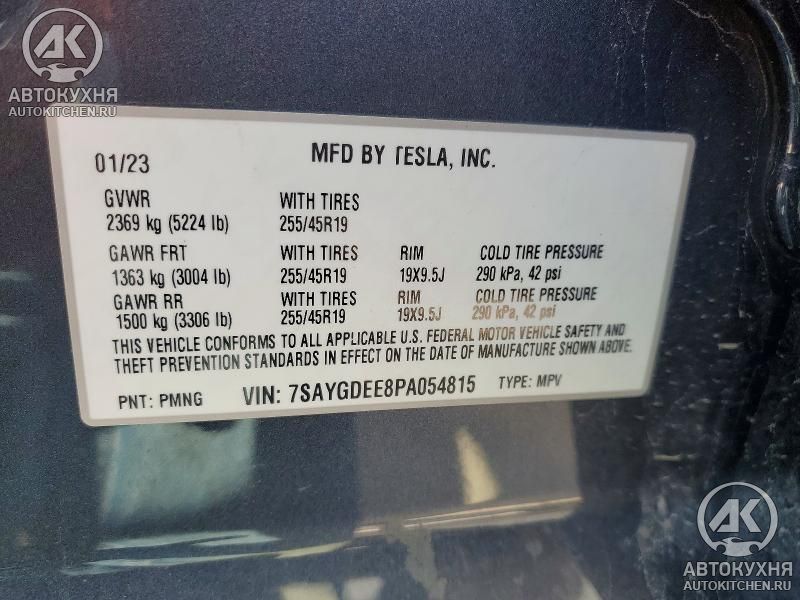 AK
АВТОКУХНЯ
AUTOKITCHEN.RU
01/23 MFD BY TESLA, INC.
GVWR WITH TIRES
2369 kg (5224 lb) 255/45R19
GAWR FRT WITH TIRES RIM COLD TIRE PRESSURE
1363 kg (3004 lb) 255/45R19 19X9.5J 290 kPa, 42 psi
GAWR RR WITH TIRES RIM COLD TIRE PRESSURE
1500 kg (3306 lb) 255/45R19 19X9.5J 290 kPa, 42 psi
THIS VEHICLE CONFORMS TO ALL APPLICABLE U.S. FEDERAL MOTOR VEHICLE SAFETY AND
THEFT PREVENTION STANDARDS IN EFFECT ON THE DATE OF MANUFACTURE SHOWN ABOVE.
PNT: PMNG VIN: 7SAYGDEE8PA054815 TYPE: MPV
AK
АВТОКУХНЯ
AUTOKITCHEN.RU